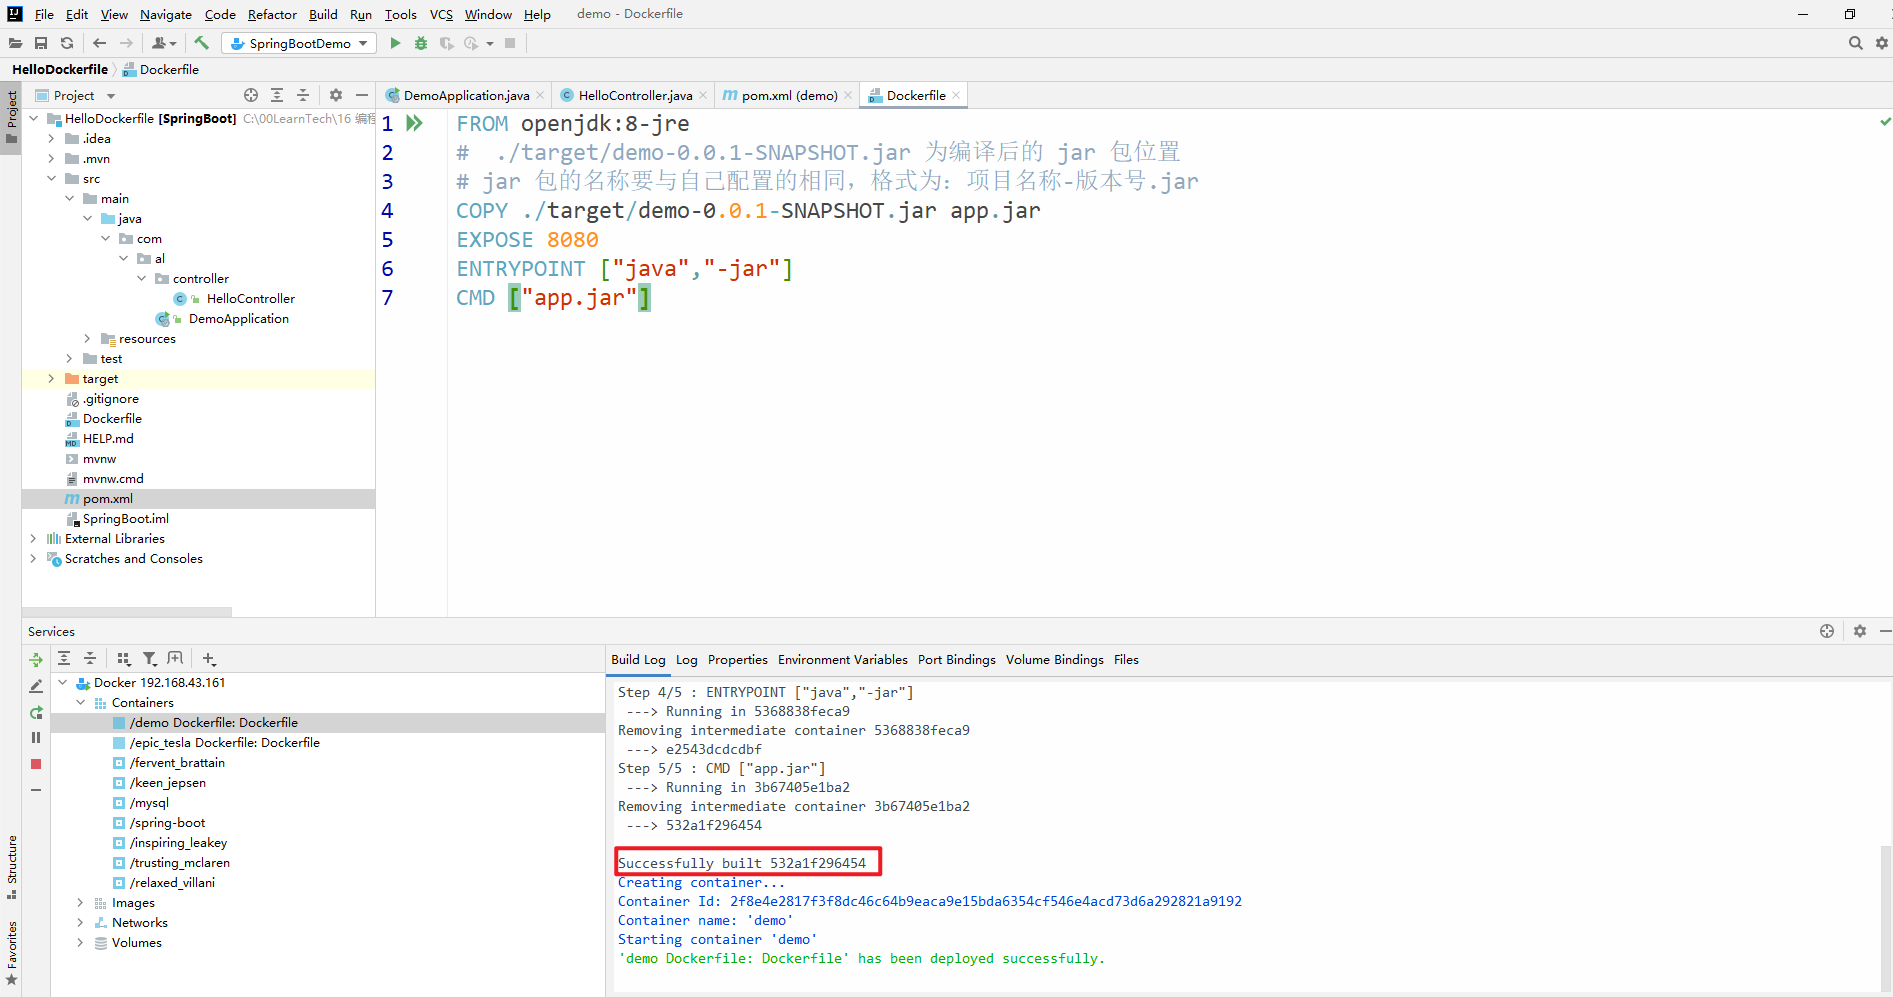 File Edit View Navigate Code Refactor Build Run Tools VCS Window Help demo - Dockerfile
SpringBootDemo
HelloDockerfile Dockerfile
Project DemoApplication.java HelloController.java pom.xml (demo) Dockerfile
Project
HelloDockerfile [SpringBoot] C:\00LearnTech\16 编程
.idea
.mvn
src
main
java
com
al
controller
HelloController
DemoApplication
resources
test
target
.gitignore
Dockerfile
HELP.md
mvnw
mvnw.cmd
pom.xml
SpringBoot.iml
External Libraries
Scratches and Consoles
1 FROM openjdk:8-jre
2 #  ./target/demo-0.0.1-SNAPSHOT.jar 为编译后的 jar 包位置
3 # jar 包的名称要与自己配置的相同，格式为：项目名称-版本号.jar
4 COPY ./target/demo-0.0.1-SNAPSHOT.jar app.jar
5 EXPOSE 8080
6 ENTRYPOINT ["java","-jar"]
7 CMD ["app.jar"]
Services
Structure
Favorites
Docker 192.168.43.161
Containers
/demo Dockerfile: Dockerfile
/epic_tesla Dockerfile: Dockerfile
/fervent_brattain
/keen_jepsen
/mysql
/spring-boot
/inspiring_leakey
/trusting_mclaren
/relaxed_villani
Images
Networks
Volumes
Build Log Log Properties Environment Variables Port Bindings Volume Bindings Files
Step 4/5 : ENTRYPOINT ["java","-jar"]
---> Running in 5368838feca9
Removing intermediate container 5368838feca9
---> e2543dcdcdbf
Step 5/5 : CMD ["app.jar"]
---> Running in 3b67405e1ba2
Removing intermediate container 3b67405e1ba2
---> 532a1f296454
Successfully built 532a1f296454
Creating container...
Container Id: 2f8e4e2817f3f8dc46c64b9eaca9e15bda6354cf546e4acd73d6a292821a9192
Container name: 'demo'
Starting container 'demo'
'demo Dockerfile: Dockerfile' has been deployed successfully.